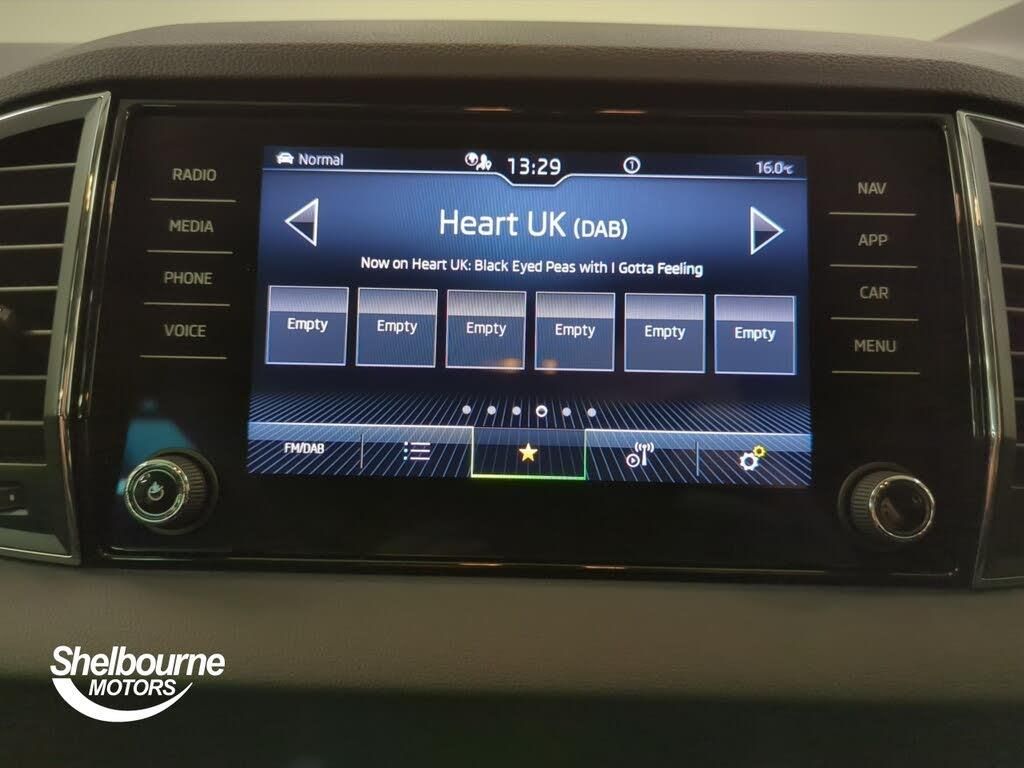 RADIO
MEDIA
PHONE
VOICE
Normal
13:29
1
16.0°C
Heart UK (DAB)
Now on Heart UK: Black Eyed Peas with I Gotta Feeling
Empty Empty Empty Empty Empty Empty
FM/DAB
NAV
APP
CAR
MENU
Shelbourne
MOTORS